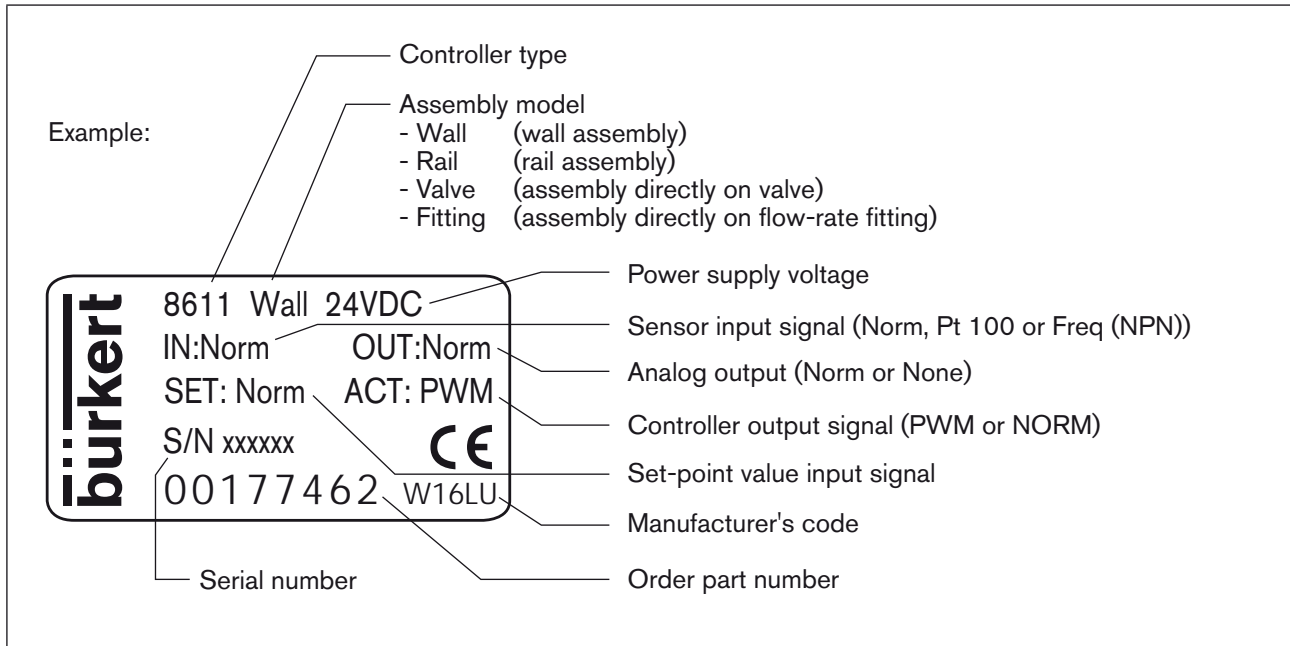 Controller type
Assembly model
- Wall (wall assembly)
- Rail (rail assembly)
- Valve (assembly directly on valve)
- Fitting (assembly directly on flow-rate fitting)
Example:
bürkert
8611 Wall 24VDC
IN:Norm OUT:Norm
SET: Norm ACT: PWM
S/N xxxxxx CE
00177462 W16LU
Power supply voltage
Sensor input signal (Norm, Pt 100 or Freq (NPN))
Analog output (Norm or None)
Controller output signal (PWM or NORM)
Set-point value input signal
Manufacturer's code
Serial number
Order part number